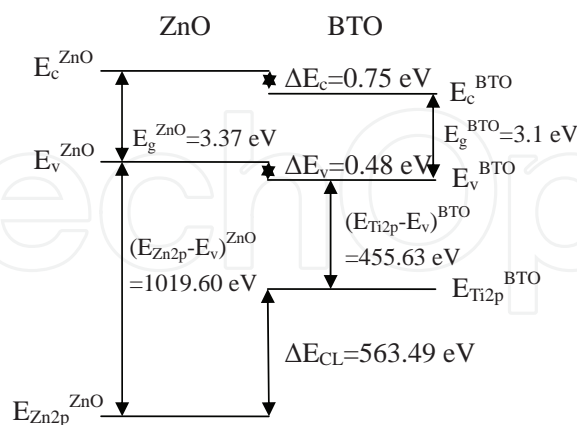 ZnO BTO
E_c^ZnO
ΔE_c=0.75 eV
E_c^BTO
E_g^ZnO=3.37 eV
E_g^BTO=3.1 eV
E_v^ZnO
ΔE_v=0.48 eV
E_v^BTO
(E_Zn2p-E_v)^ZnO
=1019.60 eV
(E_Ti2p-E_v)^BTO
=455.63 eV
E_Ti2p^BTO
ΔE_CL=563.49 eV
E_Zn2p^ZnO